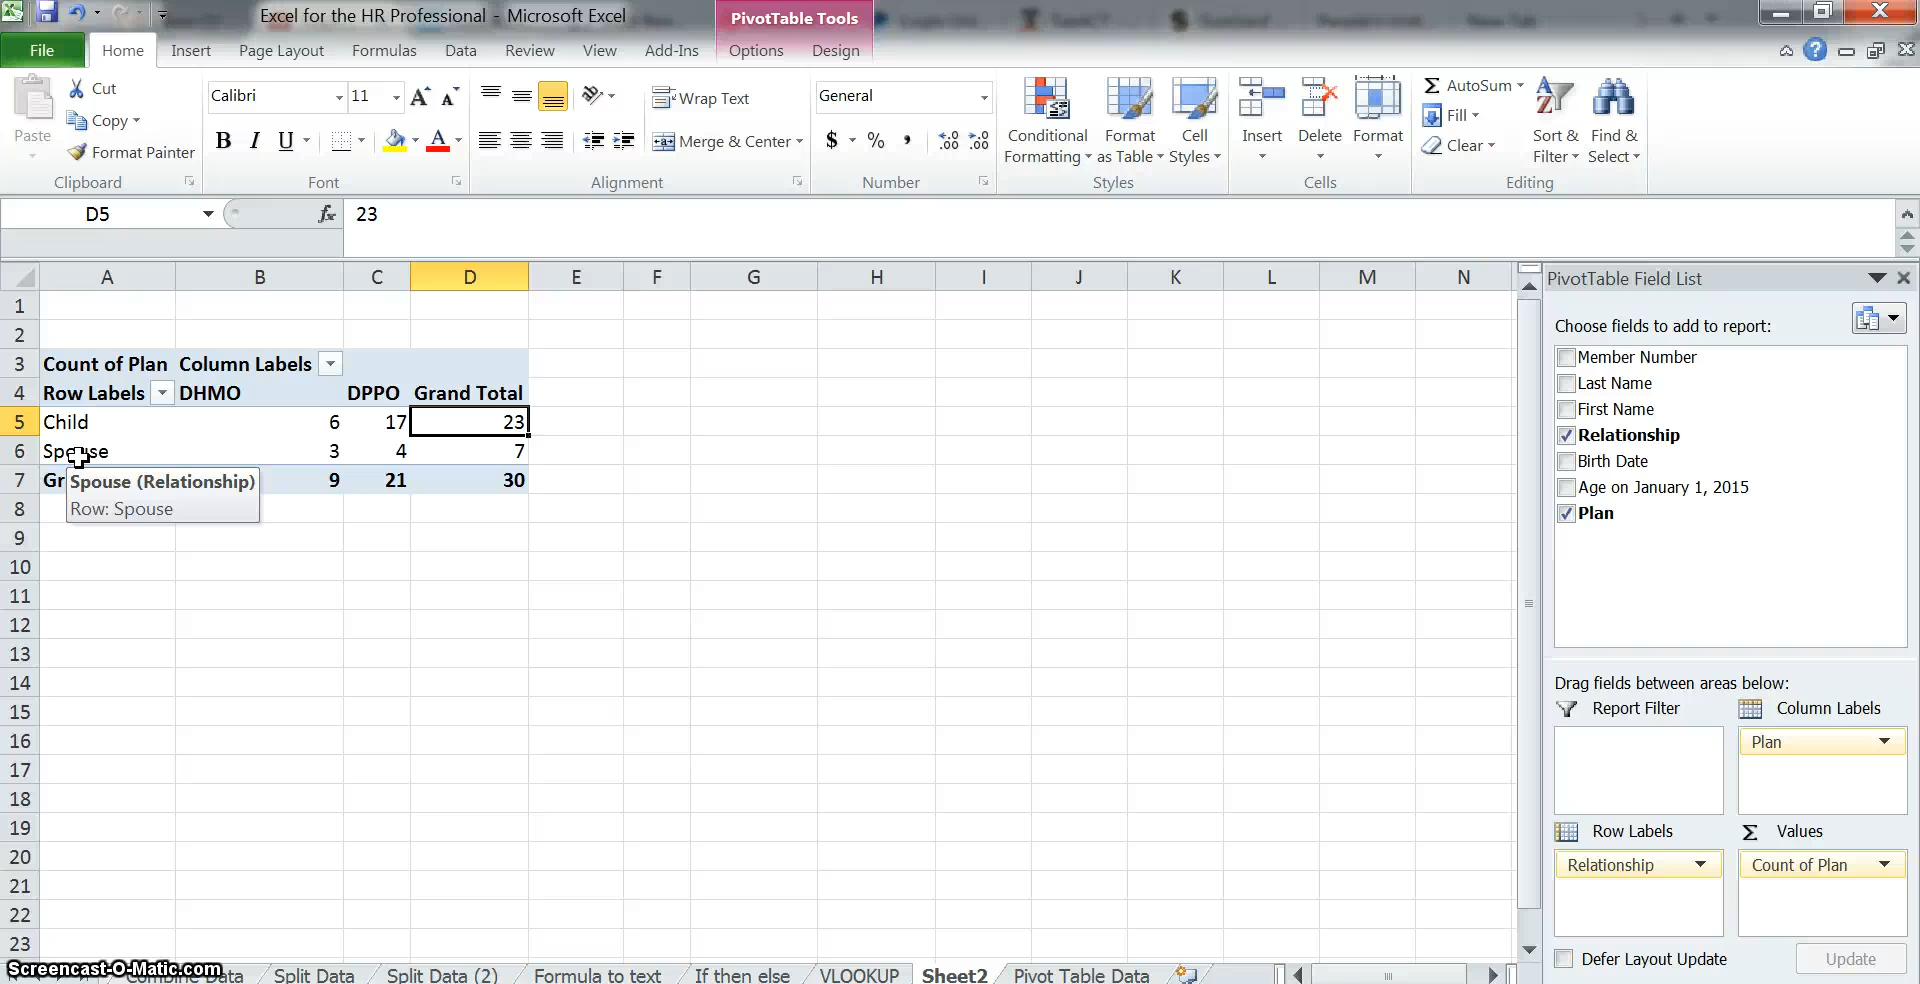 Excel for the HR Professional - Microsoft Excel
PivotTable Tools
File Home Insert Page Layout Formulas Data Review View Add-Ins Options Design
Paste
Cut
Copy
Format Painter
Clipboard
Calibri 11
B I U A
Font
Wrap Text
Merge & Center
Alignment
General
$ % ,
Number
Conditional Formatting
Format as Table
Cell Styles
Styles
Insert
Delete
Format
Cells
Σ AutoSum
Fill
Clear
Sort & Filter
Find & Select
Editing
D5 fx 23
A B C D E F G H I J K L M N
1
2
3 Count of Plan Column Labels
4 Row Labels DHMO DPPO Grand Total
5 Child 6 17 23
6 Spouse 3 4 7
7 Gr 9 21 30
Spouse (Relationship)
Row: Spouse
8
9
10
11
12
13
14
15
16
17
18
19
20
21
22
23
PivotTable Field List
Choose fields to add to report:
Member Number
Last Name
First Name
Relationship
Birth Date
Age on January 1, 2015
Plan
Drag fields between areas below:
Report Filter
Column Labels
Plan
Row Labels
Σ Values
Relationship
Count of Plan
Defer Layout Update
Update
Screencast-O-Matic.com
Combine Data Split Data Split Data (2) Formula to text If then else VLOOKUP Sheet2 Pivot Table Data